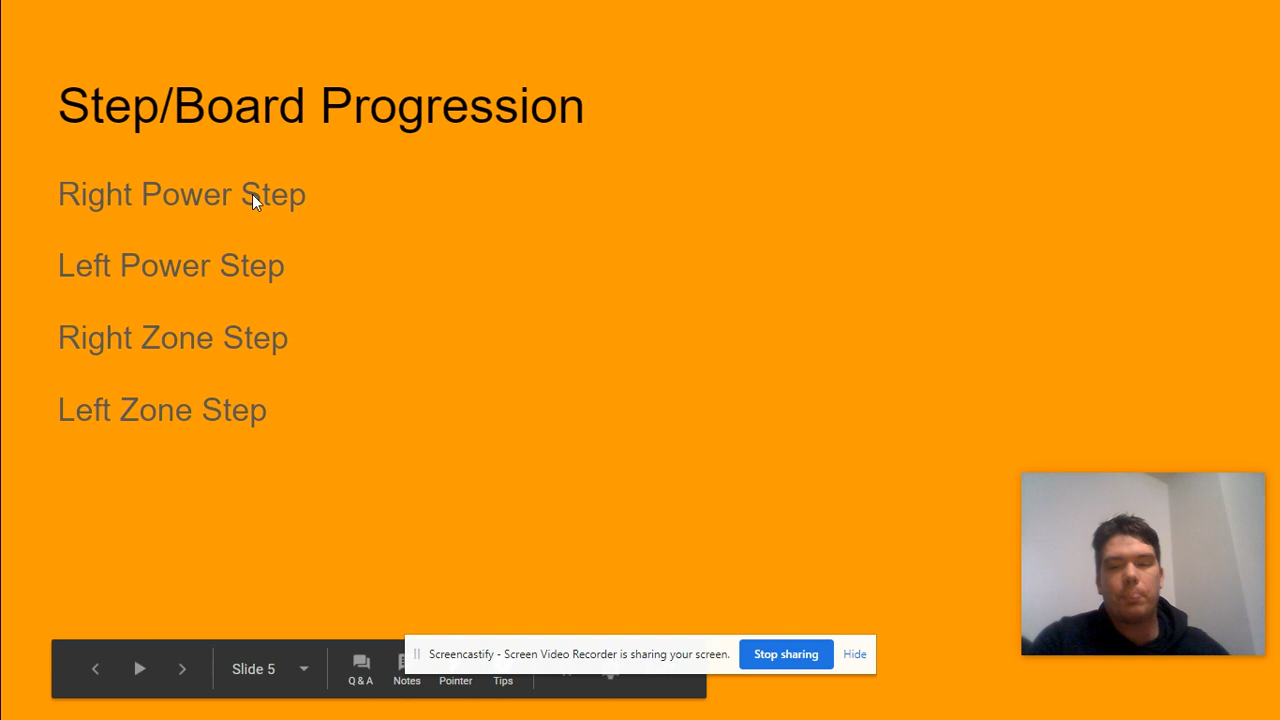 Step/Board Progression
Right Power Step
Left Power Step
Right Zone Step
Left Zone Step
Screencastify - Screen Video Recorder is sharing your screen.
Stop sharing
Hide
Slide 5
Q & A
Notes
Pointer
Tips